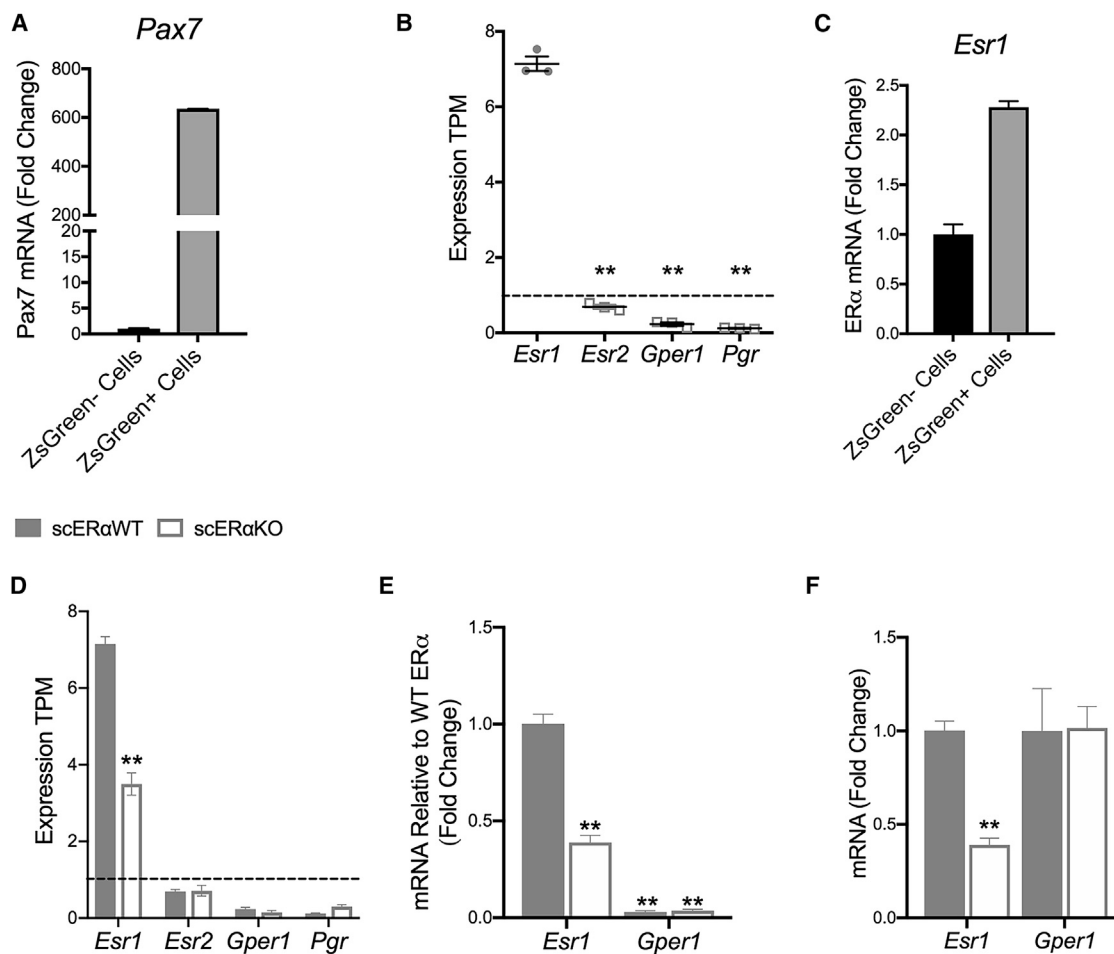 A
Pax7
Pax7 mRNA (Fold Change)
800
600
400
200
20
15
10
5
0
ZsGreen- Cells
ZsGreen+ Cells
B
Expression TPM
8
6
4
2
0
** ** **
Esr1 Esr2 Gper1 Pgr
C
Esr1
ERα mRNA (Fold Change)
2.5
2.0
1.5
1.0
0.5
0.0
ZsGreen- Cells
ZsGreen+ Cells
scERαWT scERαKO
D
Expression TPM
8
6
4
2
0
**
Esr1 Esr2 Gper1 Pgr
E
mRNA Relative to WT ERα
(Fold Change)
1.5
1.0
0.5
0.0
**
** **
Esr1 Gper1
F
mRNA (Fold Change)
1.5
1.0
0.5
0.0
**
Esr1 Gper1